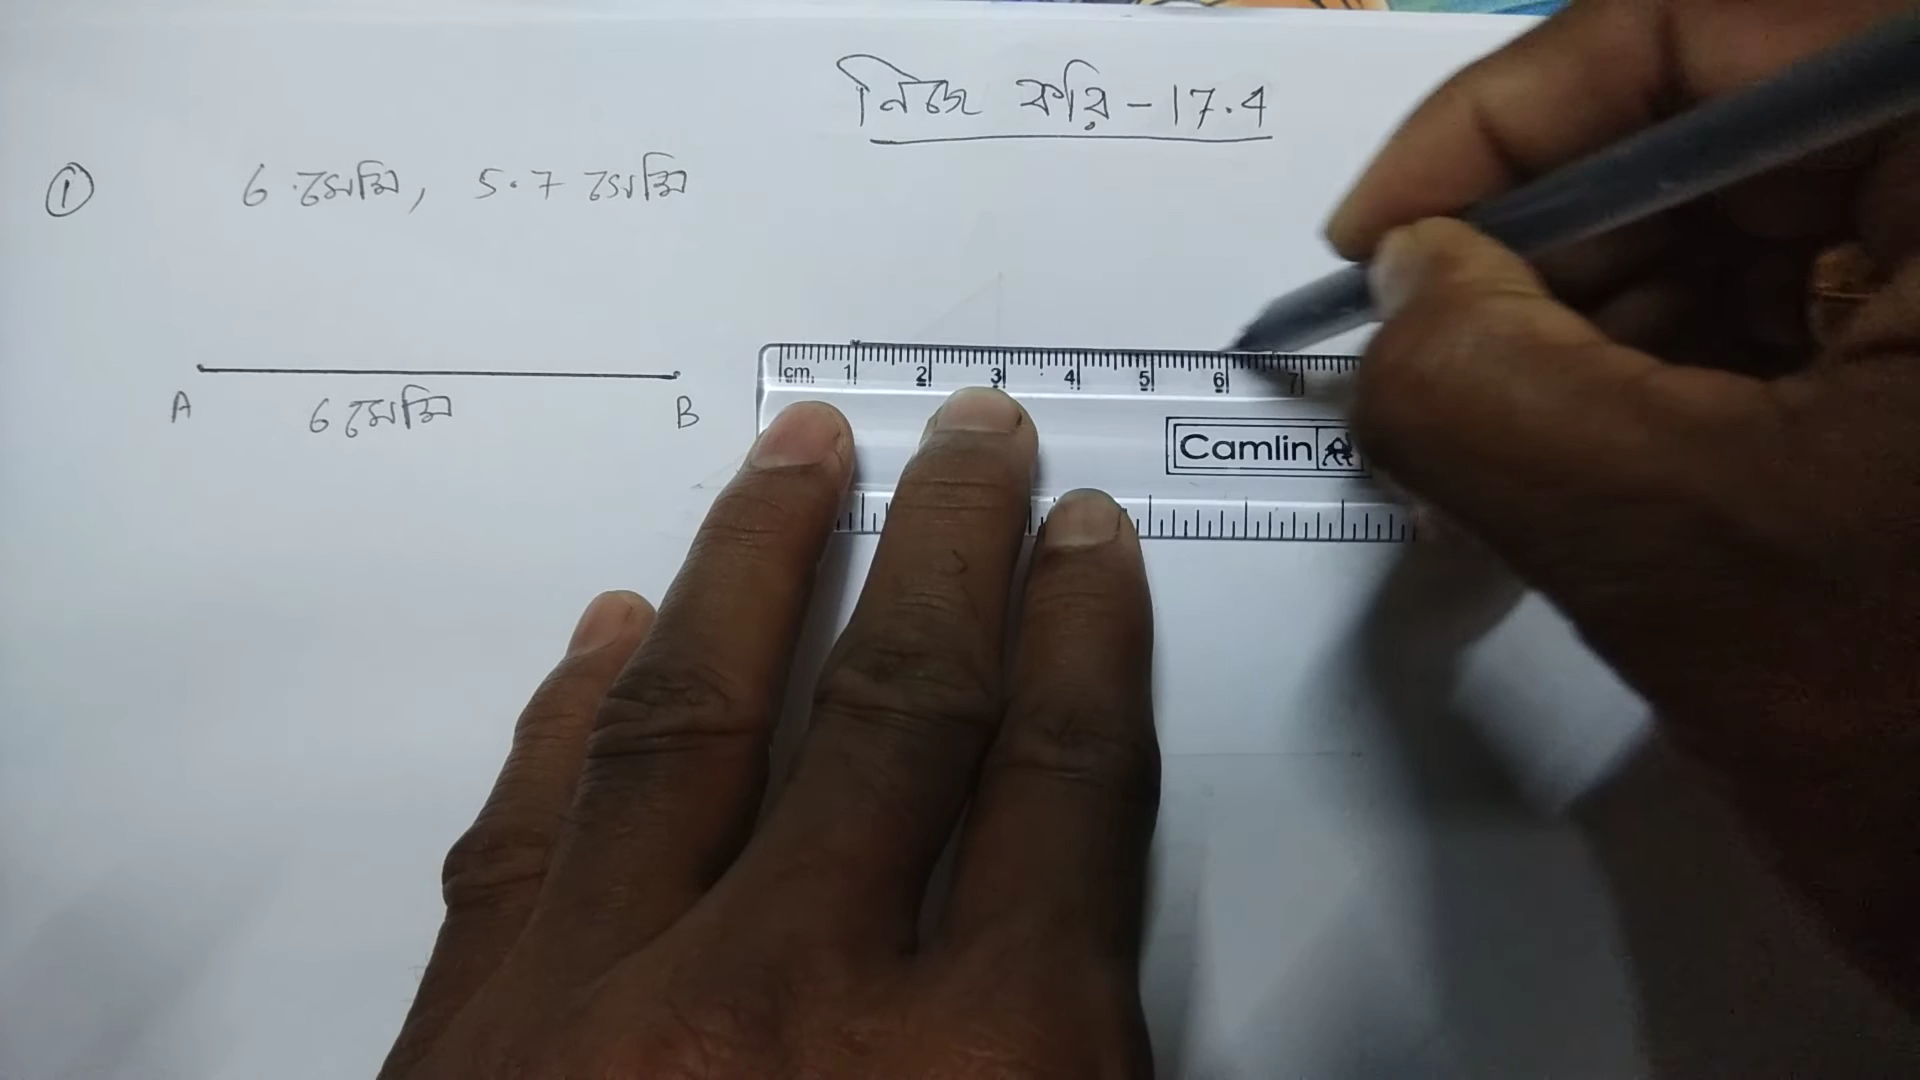 নিজে করি - 17.4
① 6 সেমি, 5.7 সেমি
A 6 সেমি B
cm. 1 2 3 4 5 6 7
Camlin